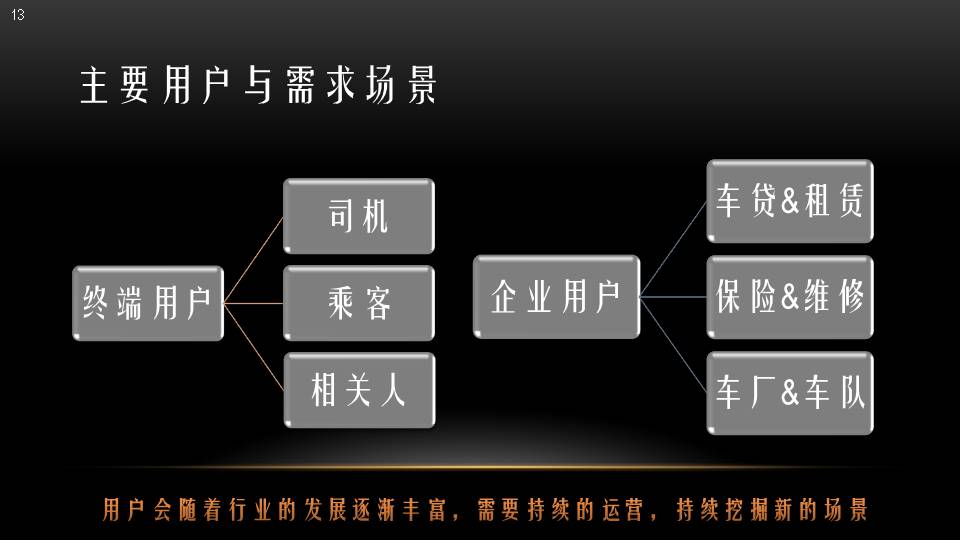 13
主要用户与需求场景
终端用户
司机
乘客
相关人
企业用户
车贷&租赁
保险&维修
车厂&车队
用户会随着行业的发展逐渐丰富，需要持续的运营，持续挖掘新的场景